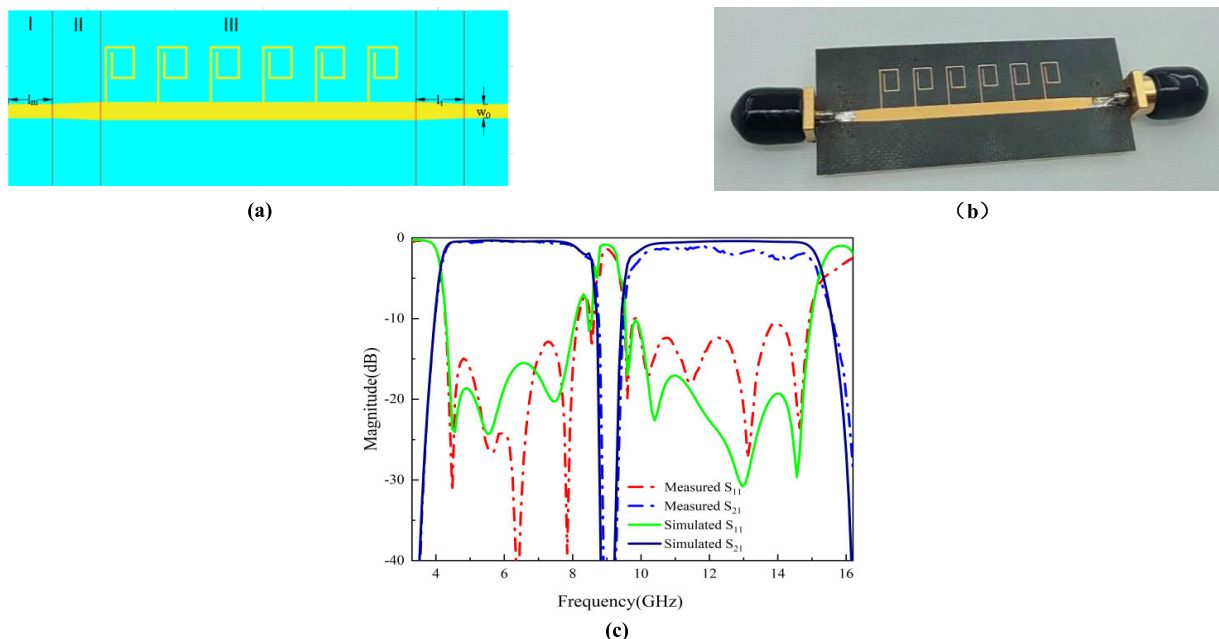 I II III
lm lt w0
(a)
（b）
0
-10
-20
-30
-40
Magnitude(dB)
Measured S11
Measured S21
Simulated S11
Simulated S21
4 6 8 10 12 14 16
Frequency(GHz)
(c)